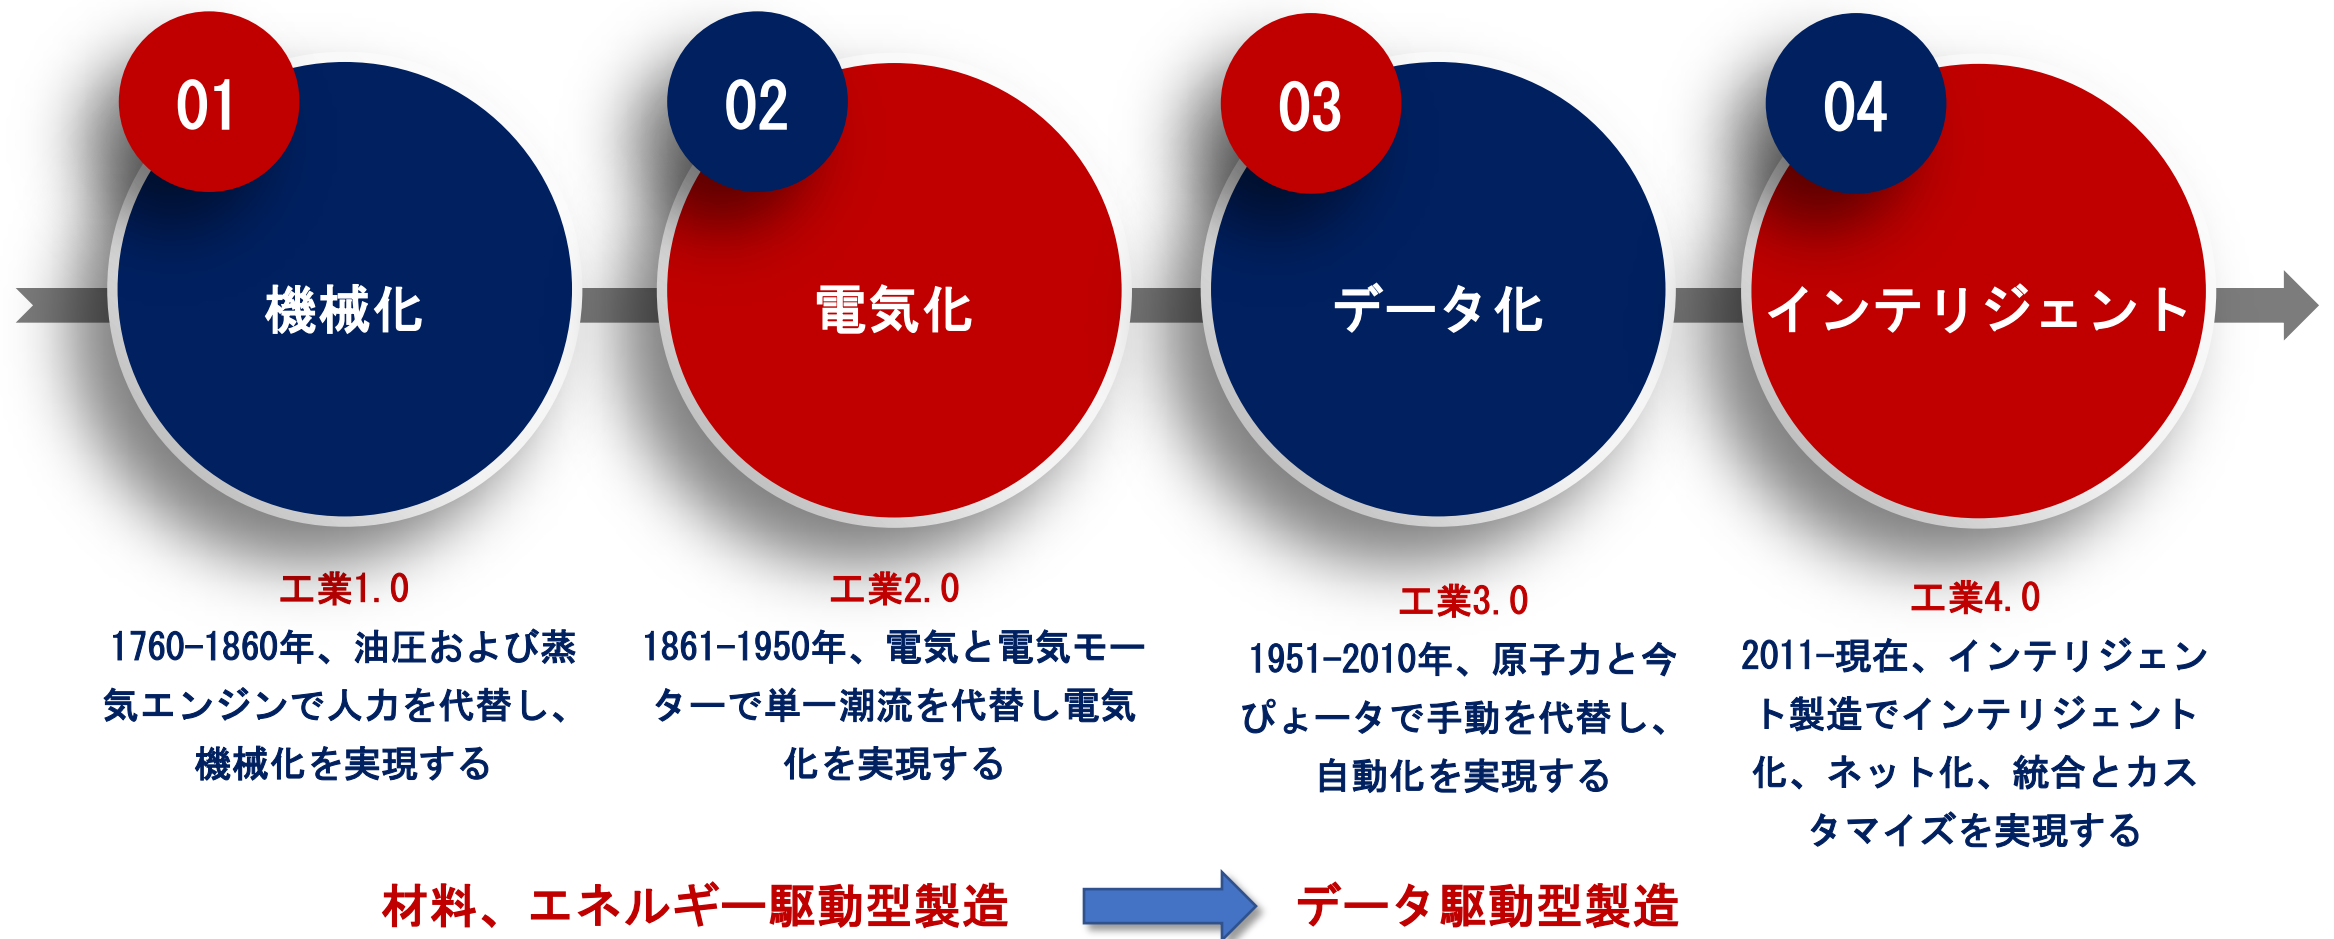 01
機械化
02
電気化
03
データ化
04
インテリジェント
工業1.0
1760-1860年、油圧および蒸
気エンジンで人力を代替し、
機械化を実現する
工業2.0
1861-1950年、電気と電気モー
ターで単一潮流を代替し電気
化を実現する
工業3.0
1951-2010年、原子力と今
ぴょータで手動を代替し、
自動化を実現する
工業4.0
2011-現在、インテリジェン
ト製造でインテリジェント
化、ネット化、統合とカス
タマイズを実現する
材料、エネルギー駆動型製造
データ駆動型製造